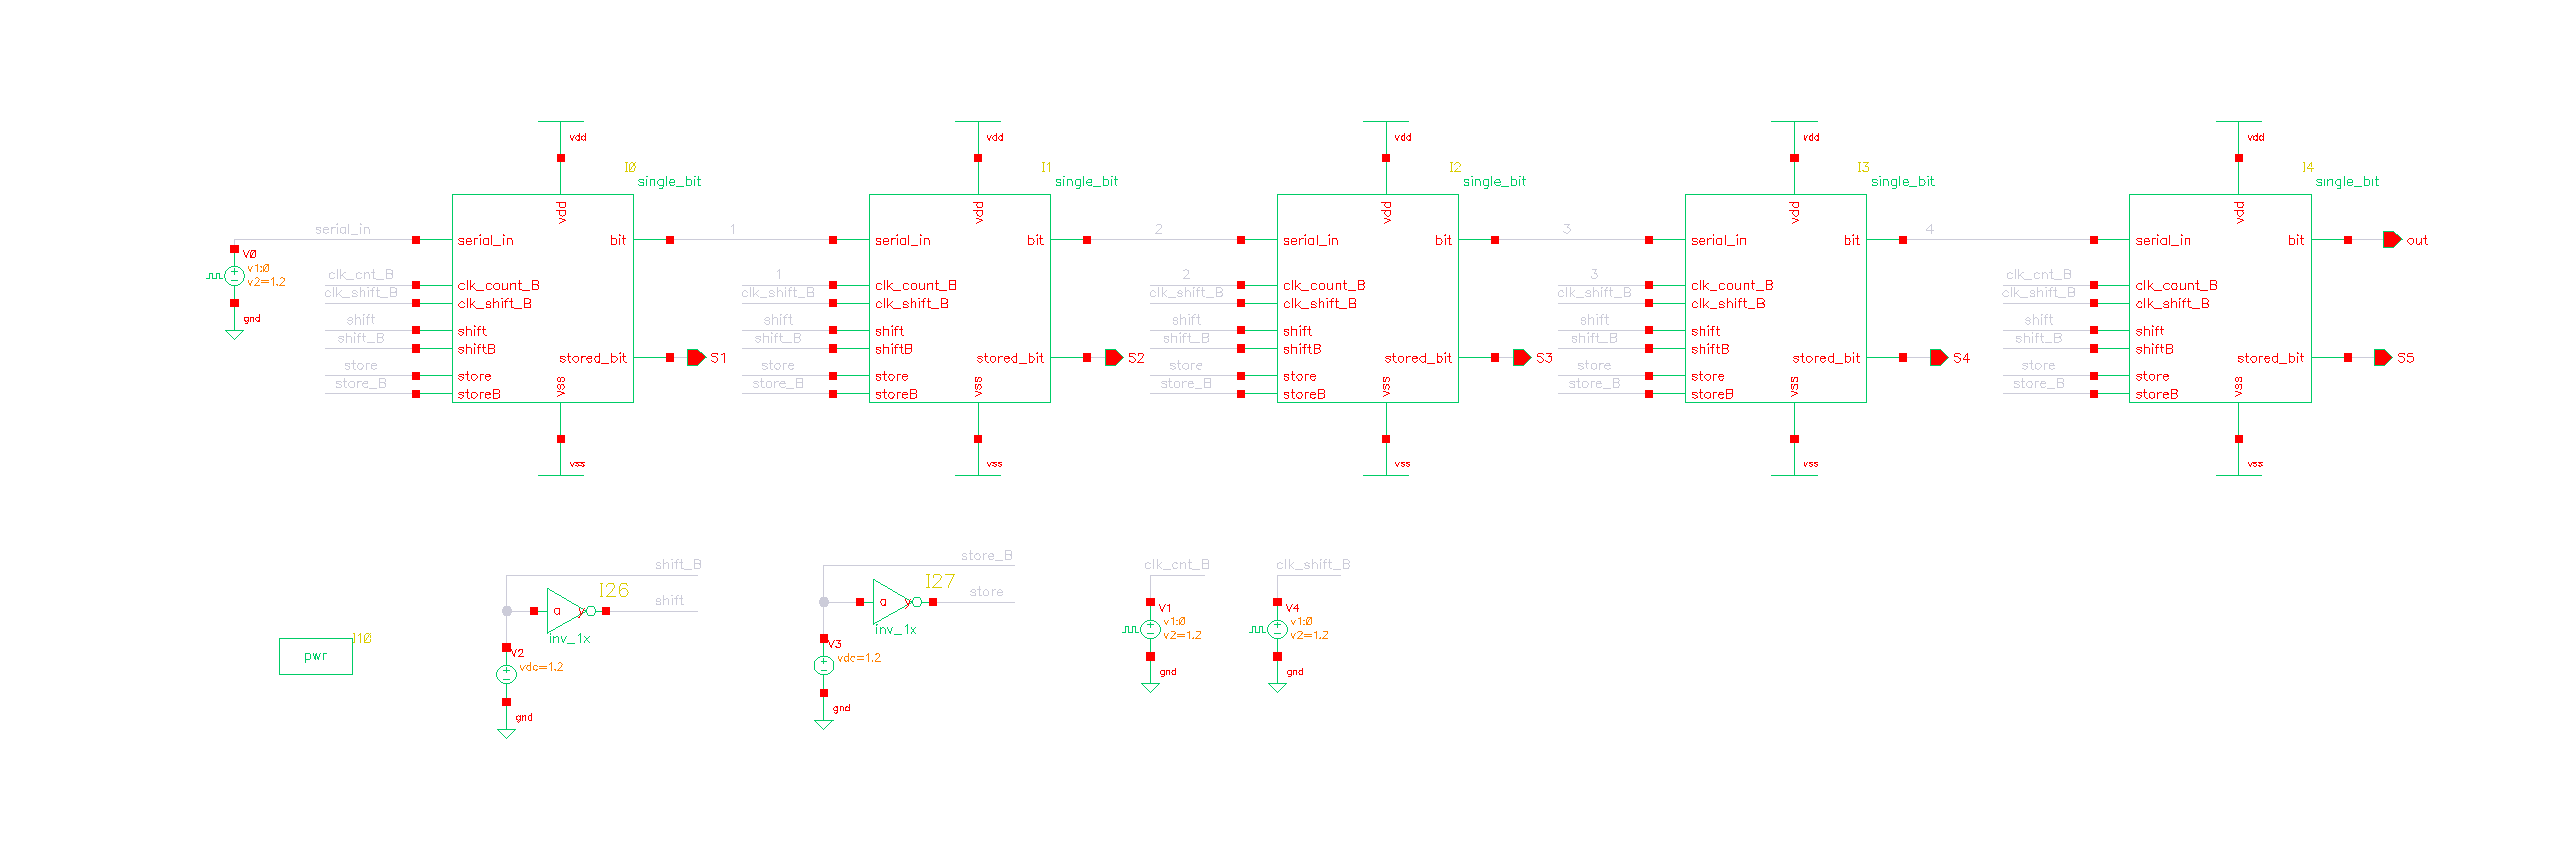 vdd
I0
single_bit
vdd
serial_in
serial_in
bit
V0
v1:0
v2=1.2
gnd
clk_cnt_B
clk_count_B
clk_shift_B
clk_shift_B
shift
shift
shift_B
shiftB
stored_bit
S1
store
store
store_B
storeB
vss
vss
vdd
I1
single_bit
vdd
1
serial_in
bit
1
clk_count_B
clk_shift_B
clk_shift_B
shift
shift
shift_B
shiftB
stored_bit
S2
store
store
store_B
storeB
vss
vss
vdd
I2
single_bit
vdd
2
serial_in
bit
2
clk_count_B
clk_shift_B
clk_shift_B
shift
shift
shift_B
shiftB
stored_bit
S3
store
store
store_B
storeB
vss
vss
vdd
I3
single_bit
vdd
3
serial_in
bit
3
clk_count_B
clk_shift_B
clk_shift_B
shift
shift
shift_B
shiftB
stored_bit
S4
store
store
store_B
storeB
vss
vss
vdd
I4
single_bit
vdd
4
serial_in
bit
out
clk_cnt_B
clk_count_B
clk_shift_B
clk_shift_B
shift
shift
shift_B
shiftB
stored_bit
S5
store
store
store_B
storeB
vss
vss
I10
pwr
shift_B
I26
shift
a
y
inv_1x
V2
vdc=1.2
gnd
store_B
I27
store
a
y
inv_1x
V3
vdc=1.2
gnd
clk_cnt_B
V1
v1:0
v2=1.2
gnd
clk_shift_B
V4
v1:0
v2=1.2
gnd